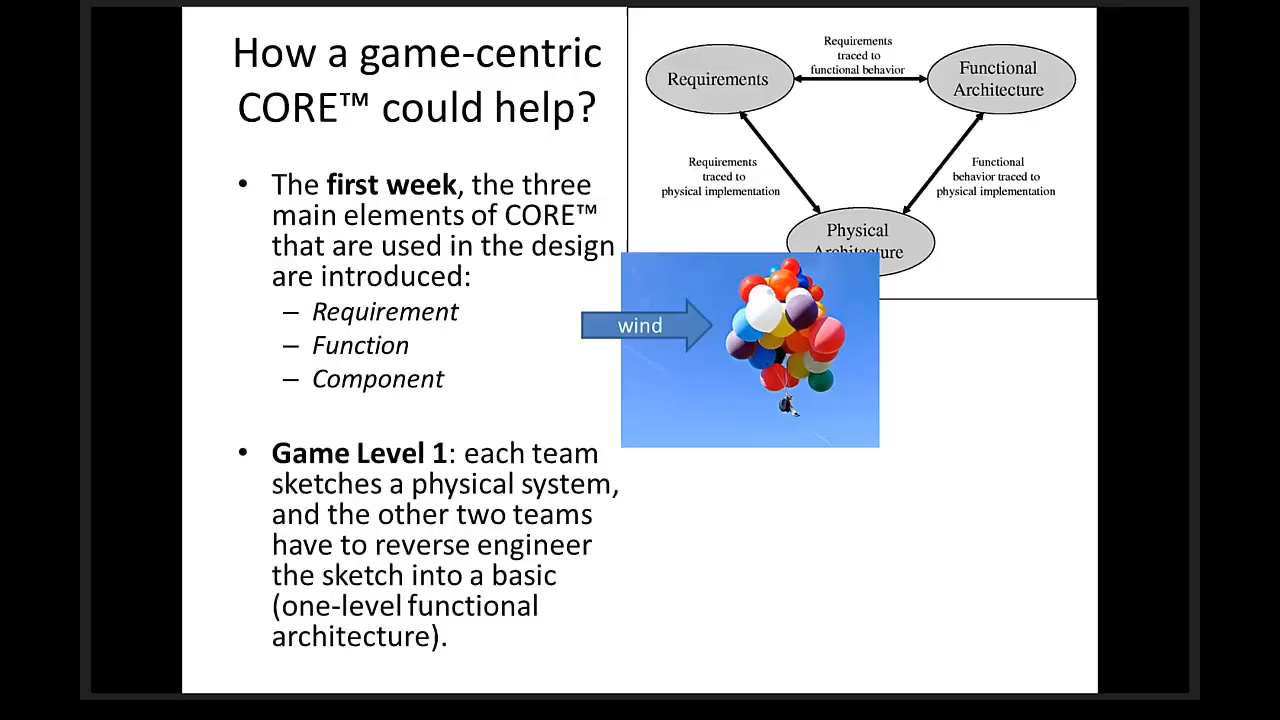 How a game-centric
CORE™ could help?
• The first week, the three
main elements of CORE™
that are used in the design
are introduced:
– Requirement
– Function
– Component
• Game Level 1: each team
sketches a physical system,
and the other two teams
have to reverse engineer
the sketch into a basic
(one-level functional
architecture).
Requirements
traced to
functional behavior
Requirements
Functional
Architecture
Requirements
traced to
physical implementation
Functional
behavior traced to
physical implementation
Physical
Architecture
wind